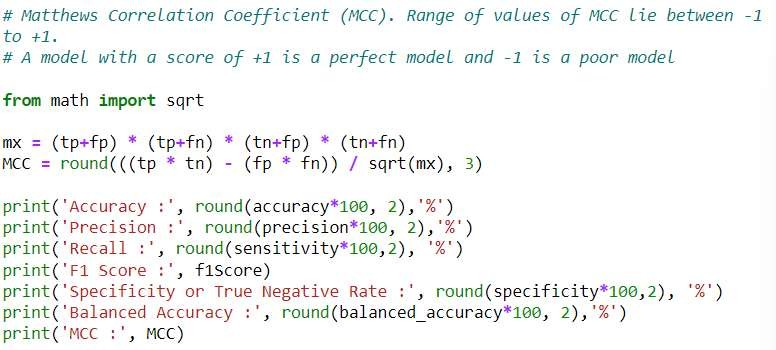 # Matthews Correlation Coefficient (MCC). Range of values of MCC lie between -1
to +1.
# A model with a score of +1 is a perfect model and -1 is a poor model
from math import sqrt
mx = (tp+fp) * (tp+fn) * (tn+fp) * (tn+fn)
MCC = round(((tp * tn) - (fp * fn)) / sqrt(mx), 3)
print('Accuracy :', round(accuracy*100, 2),'%')
print('Precision :', round(precision*100, 2),'%')
print('Recall :', round(sensitivity*100,2), '%')
print('F1 Score :', f1Score)
print('Specificity or True Negative Rate :', round(specificity*100,2), '%')
print('Balanced Accuracy :', round(balanced_accuracy*100, 2),'%')
print('MCC :', MCC)